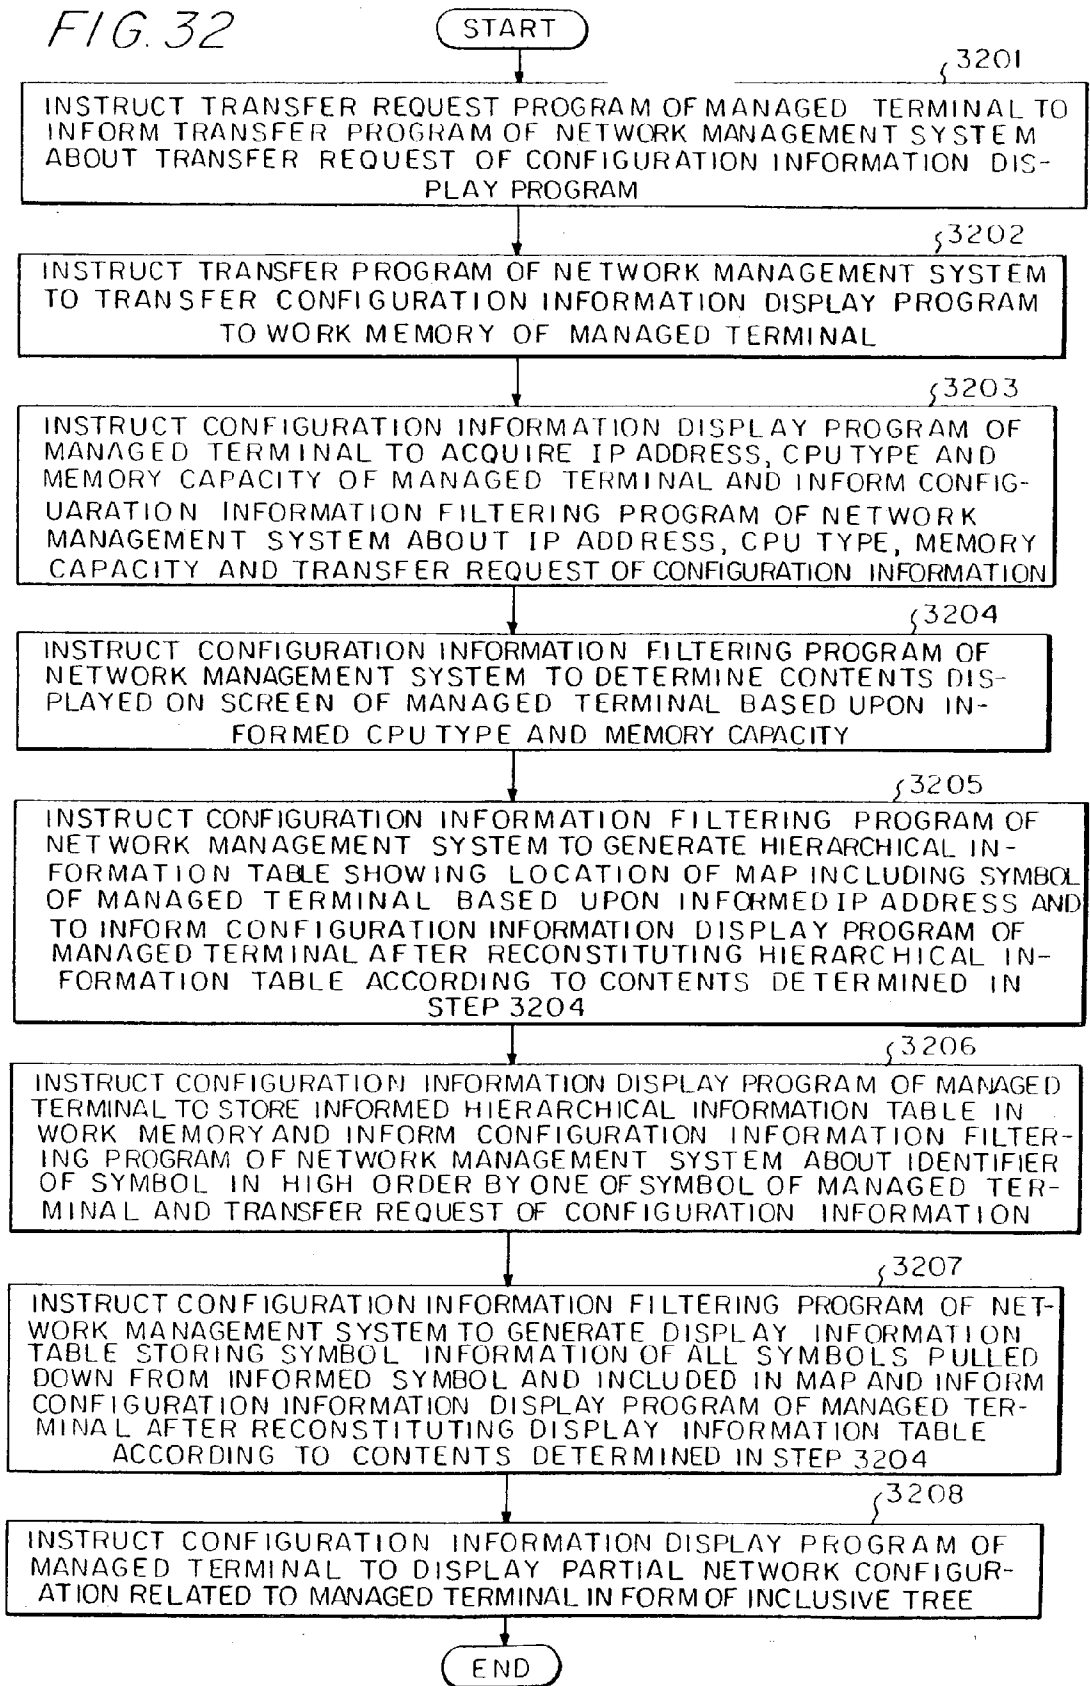 FIG. 32
START
3201
INSTRUCT TRANSFER REQUEST PROGRAM OF MANAGED TERMINAL TO
INFORM TRANSFER PROGRAM OF NETWORK MANAGEMENT SYSTEM
ABOUT TRANSFER REQUEST OF CONFIGURATION INFORMATION DIS-
PLAY PROGRAM
3202
INSTRUCT TRANSFER PROGRAM OF NETWORK MANAGEMENT SYSTEM
TO TRANSFER CONFIGURATION INFORMATION DISPLAY PROGRAM
TO WORK MEMORY OF MANAGED TERMINAL
3203
INSTRUCT CONFIGURATION INFORMATION DISPLAY PROGRAM OF
MANAGED TERMINAL TO ACQUIRE IP ADDRESS, CPU TYPE AND
MEMORY CAPACITY OF MANAGED TERMINAL AND INFORM CONFIG-
UARATION INFORMATION FILTERING PROGRAM OF NETWORK
MANAGEMENT SYSTEM ABOUT IP ADDRESS, CPU TYPE, MEMORY
CAPACITY AND TRANSFER REQUEST OF CONFIGURATION INFORMATION
3204
INSTRUCT CONFIGURATION INFORMATION FILTERING PROGRAM OF
NETWORK MANAGEMENT SYSTEM TO DETERMINE CONTENTS DIS-
PLAYED ON SCREEN OF MANAGED TERMINAL BASED UPON IN-
FORMED CPU TYPE AND MEMORY CAPACITY
3205
INSTRUCT CONFIGURATION INFORMATION FILTERING PROGRAM OF
NETWORK MANAGEMENT SYSTEM TO GENERATE HIERARCHICAL IN-
FORMATION TABLE SHOWING LOCATION OF MAP INCLUDING SYMBOL
OF MANAGED TERMINAL BASED UPON INFORMED IP ADDRESS AND
TO INFORM CONFIGURATION INFORMATION DISPLAY PROGRAM OF
MANAGED TERMINAL AFTER RECONSTITUTING HIERARCHICAL IN-
FORMATION TABLE ACCORDING TO CONTENTS DETERMINED IN
STEP 3204
3206
INSTRUCT CONFIGURATION INFORMATION DISPLAY PROGRAM OF MANAGED
TERMINAL TO STORE INFORMED HIERARCHICAL INFORMATION TABLE IN
WORK MEMORY AND INFORM CONFIGURATION INFORMATION FILTER-
ING PROGRAM OF NETWORK MANAGEMENT SYSTEM ABOUT IDENTIFIER
OF SYMBOL IN HIGH ORDER BY ONE OF SYMBOL OF MANAGED TER-
MINAL AND TRANSFER REQUEST OF CONFIGURATION INFORMATION
3207
INSTRUCT CONFIGURATION INFORMATION FILTERING PROGRAM OF NET-
WORK MANAGEMENT SYSTEM TO GENERATE DISPLAY INFORMATION
TABLE STORING SYMBOL INFORMATION OF ALL SYMBOLS PULLED
DOWN FROM INFORMED SYMBOL AND INCLUDED IN MAP AND INFORM
CONFIGURATION INFORMATION DISPLAY PROGRAM OF MANAGED TER-
MINAL AFTER RECONSTITUTING DISPLAY INFORMATION TABLE
ACCORDING TO CONTENTS DETERMINED IN STEP 3204
3208
INSTRUCT CONFIGURATION INFORMATION DISPLAY PROGRAM OF
MANAGED TERMINAL TO DISPLAY PARTIAL NETWORK CONFIGUR-
ATION RELATED TO MANAGED TERMINAL IN FORM OF INCLUSIVE TREE
END